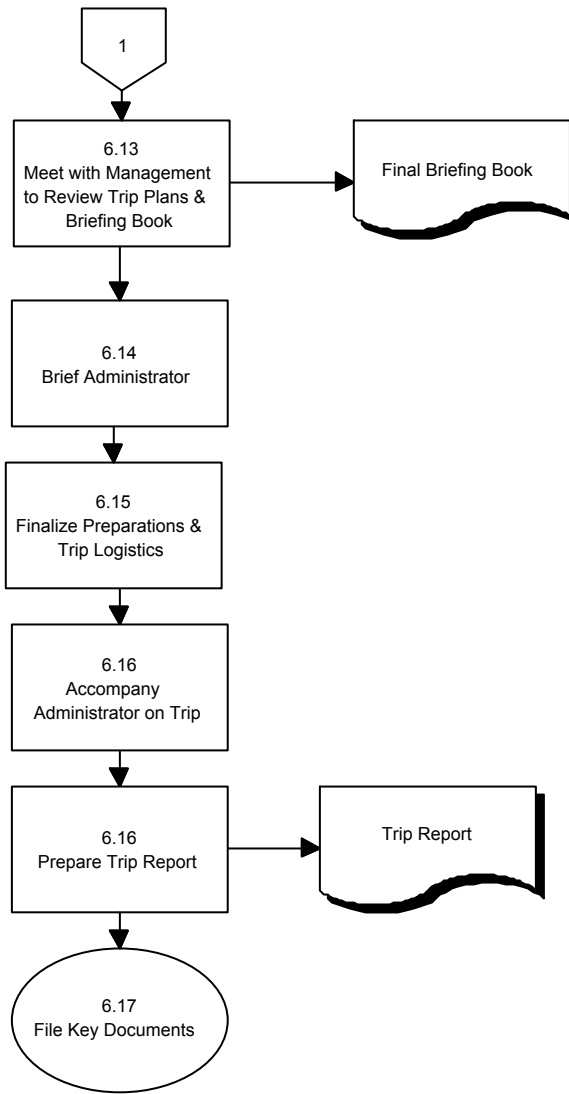 1
6.13
Meet with Management
to Review Trip Plans &
Briefing Book
Final Briefing Book
6.14
Brief Administrator
6.15
Finalize Preparations &
Trip Logistics
6.16
Accompany
Administrator on Trip
6.16
Prepare Trip Report
Trip Report
6.17
File Key Documents